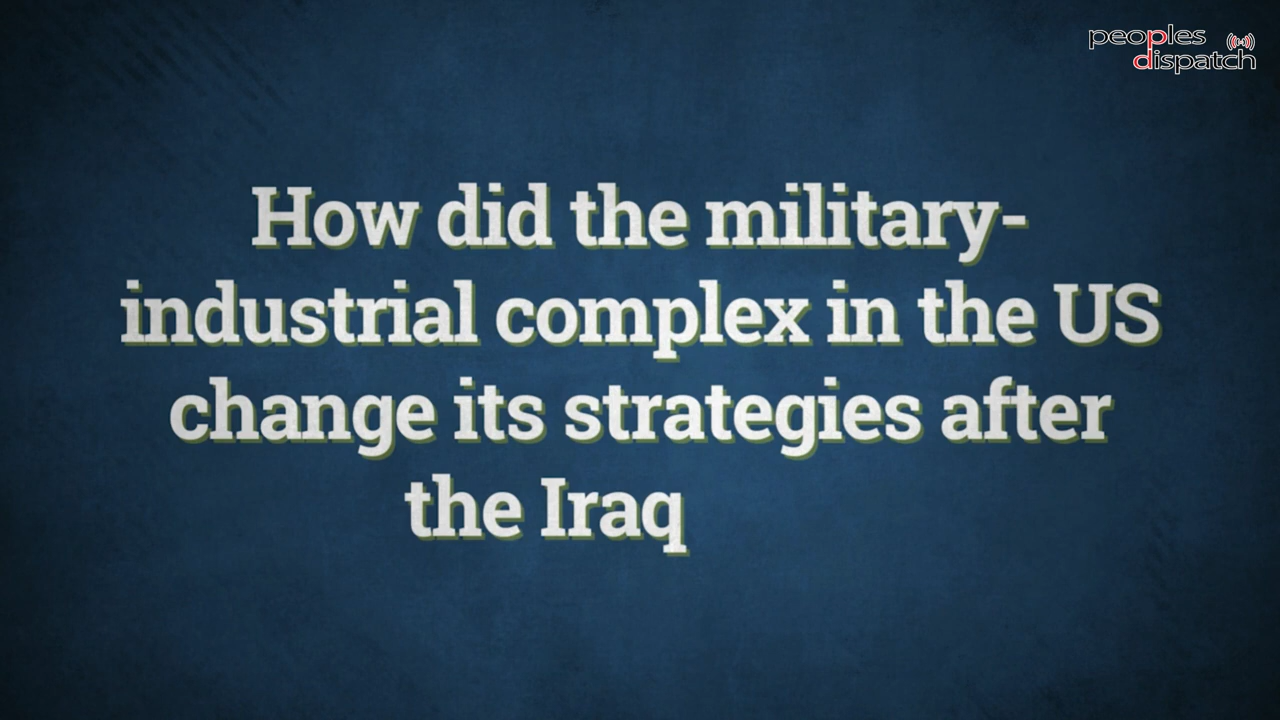 peoples
dispatch
How did the military-
industrial complex in the US
change its strategies after
the Iraq